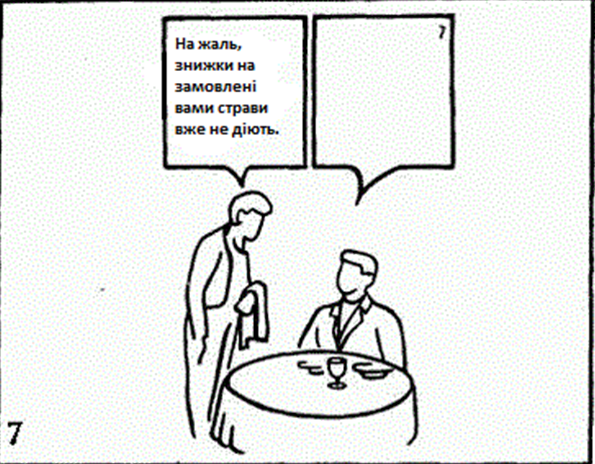 На жаль,
знижки на
замовлені
вами страви
вже не діють.
7
7